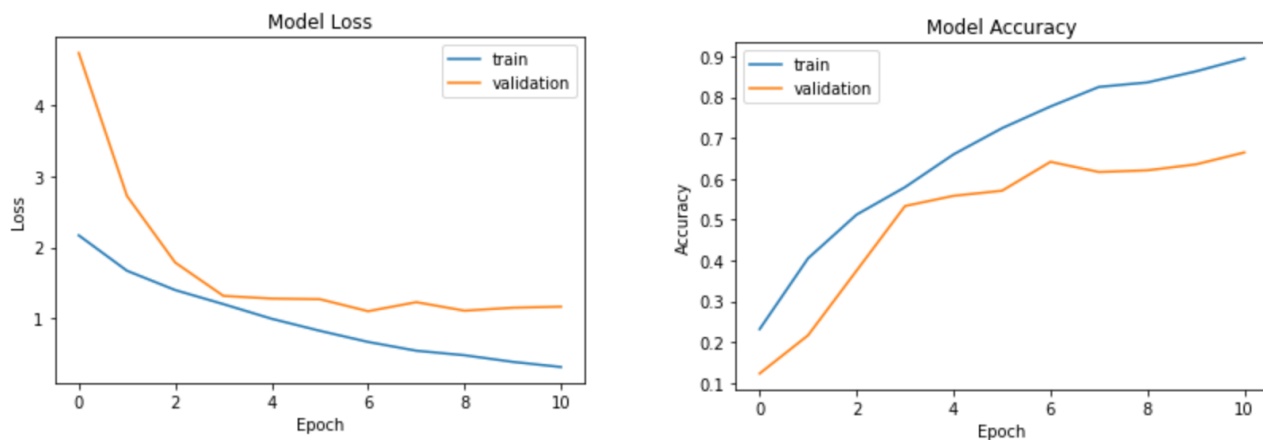 Model Loss
train
validation
4
3
2
1
Loss
0 2 4 6 8 10
Epoch
Model Accuracy
train
validation
0.9
0.8
0.7
0.6
0.5
0.4
0.3
0.2
0.1
Accuracy
0 2 4 6 8 10
Epoch